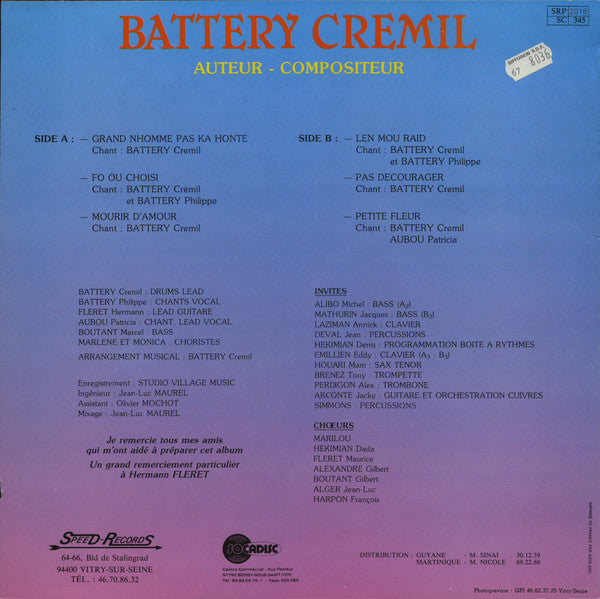 BATTERY CREMIL
AUTEUR - COMPOSITEUR
SRP 2018
SC 345
DIFFUSION S.D.E.
67 8036
SIDE A : — GRAND NHOMME PAS KA HONTE
Chant : BATTERY Cremil
— FO OU CHOISI
Chant : BATTERY Cremil
et BATTERY Philippe
— MOURIR D'AMOUR
Chant : BATTERY Cremil
SIDE B : — LEN MOU RAID
Chant : BATTERY Cremil
et BATTERY Philippe
— PAS DECOURAGER
Chant : BATTERY Cremil
— PETITE FLEUR
Chant : BATTERY Cremil
AUBOU Patricia
BATTERY Cremil : DRUMS LEAD
BATTERY Philippe : CHANTS VOCAL
FLERET Hermann : LEAD GUITARE
AUBOU Patricia : CHANT. LEAD VOCAL
BOUTANT Marcel : BASS
MARLENE ET MONICA : CHORISTES
ARRANGEMENT MUSICAL : BATTERY Cremil
Enregistrement : STUDIO VILLAGE MUSIC
Ingénieur : Jean-Luc MAUREL
Assistant : Olivier MOCHOT
Mixage : Jean-Luc MAUREL
Je remercie tous mes amis
qui m'ont aidé à préparer cet album
Un grand remerciement particulier
à Hermann FLERET
INVITES
ALIBO Michel : BASS (A2)
MATHURIN Jacques : BASS (B3)
LAZIMAN Annick : CLAVIER
DEVAL Jean : PERCUSSIONS
HEKIMIAN Denis : PROGRAMMATION BOITE A RYTHMES
EMILLIEN Eddy : CLAVIER (A3 - B3)
HOUARI Mam : SAX TENOR
BRENEZ Tony : TROMPETTE
PERDIGON Alex : TROMBONE
ARCONTE Jacky : GUITARE ET ORCHESTRATION CUIVRES
SIMMONS : PERCUSSIONS
CHŒURS
MARILOU
HEKIMIAN Dada
FLERET Maurice
ALEXANDRE Gilbert
BOUTANT Gilbert
ALGER Jean-Luc
HARPON François
SPEED-RECORDS
64-66, Bld de Stalingrad
94400 VITRY-SUR-SEINE
TÉL. : 46.70.86.32
SOCADISC
Centre Commercial - Rue Pasteur
DISTRIBUTION : GUYANE - M. SINAI 30.12.39
MARTINIQUE - M. NICOLE 69.22.68
Photogravure : GPI 46.82.37.25 Vitry/Seine